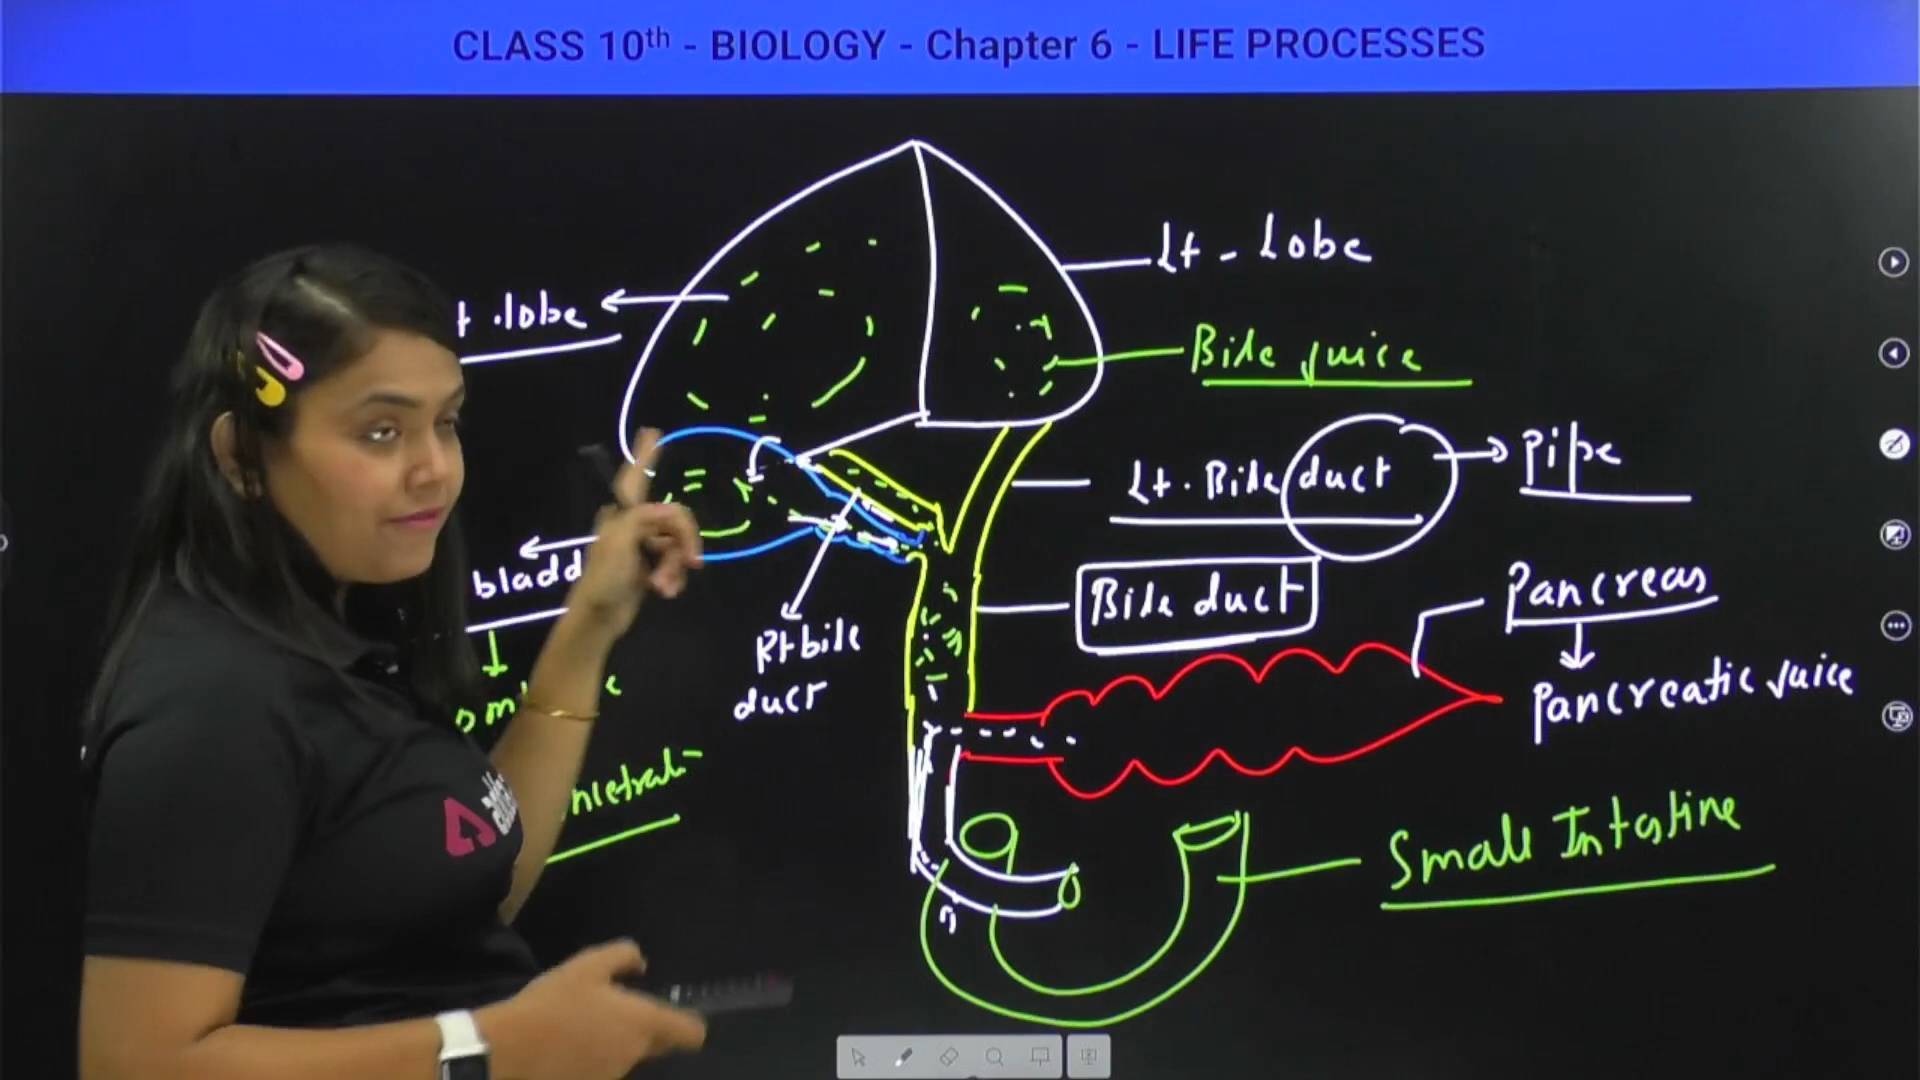 CLASS 10th - BIOLOGY - Chapter 6 - LIFE PROCESSES
Lt - Lobe
t . lobe
Bile juice
Lt . Bile duct
Pipe
bladd
Bile duct
Pancreas
Rt bile
duct
Pancreatic juice
Small Intestine